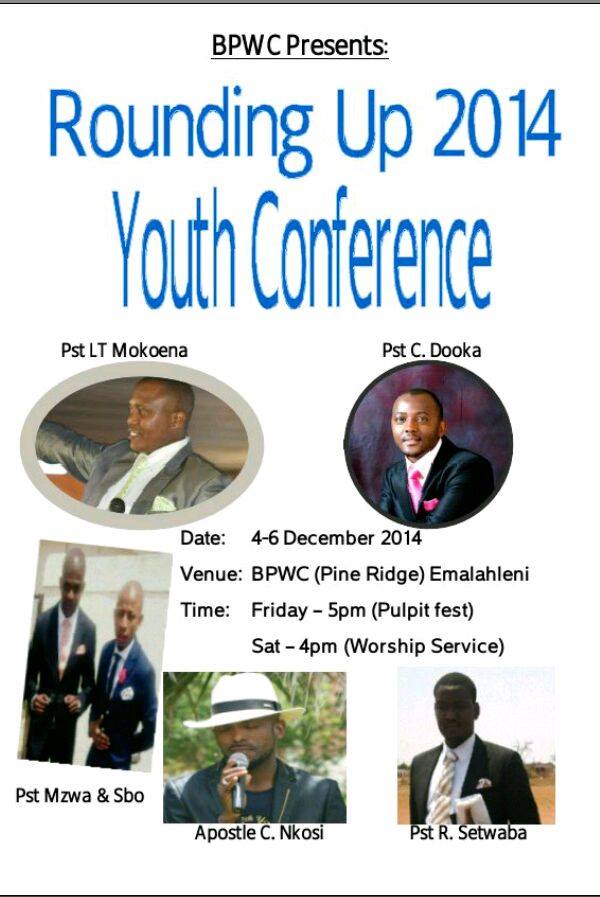 BPWC Presents:
Rounding Up 2014
Youth Conference
Pst LT Mokoena
Pst C. Dooka
Date: 4-6 December 2014
Venue: BPWC (Pine Ridge) Emalahleni
Time: Friday – 5pm (Pulpit fest)
Sat – 4pm (Worship Service)
Pst Mzwa & Sbo
Apostle C. Nkosi
Pst R. Setwaba